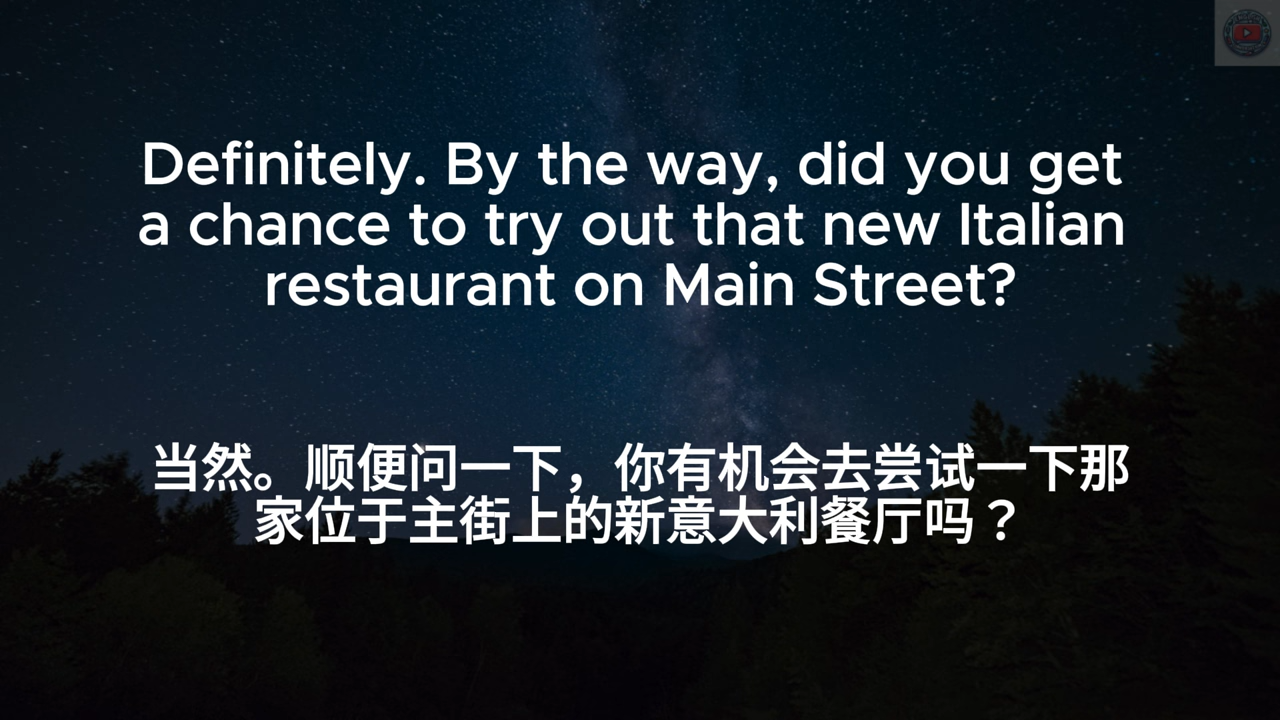 Definitely. By the way, did you get
a chance to try out that new Italian
restaurant on Main Street?
当然。顺便问一下，你有机会去尝试一下那
家位于主街上的新意大利餐厅吗？